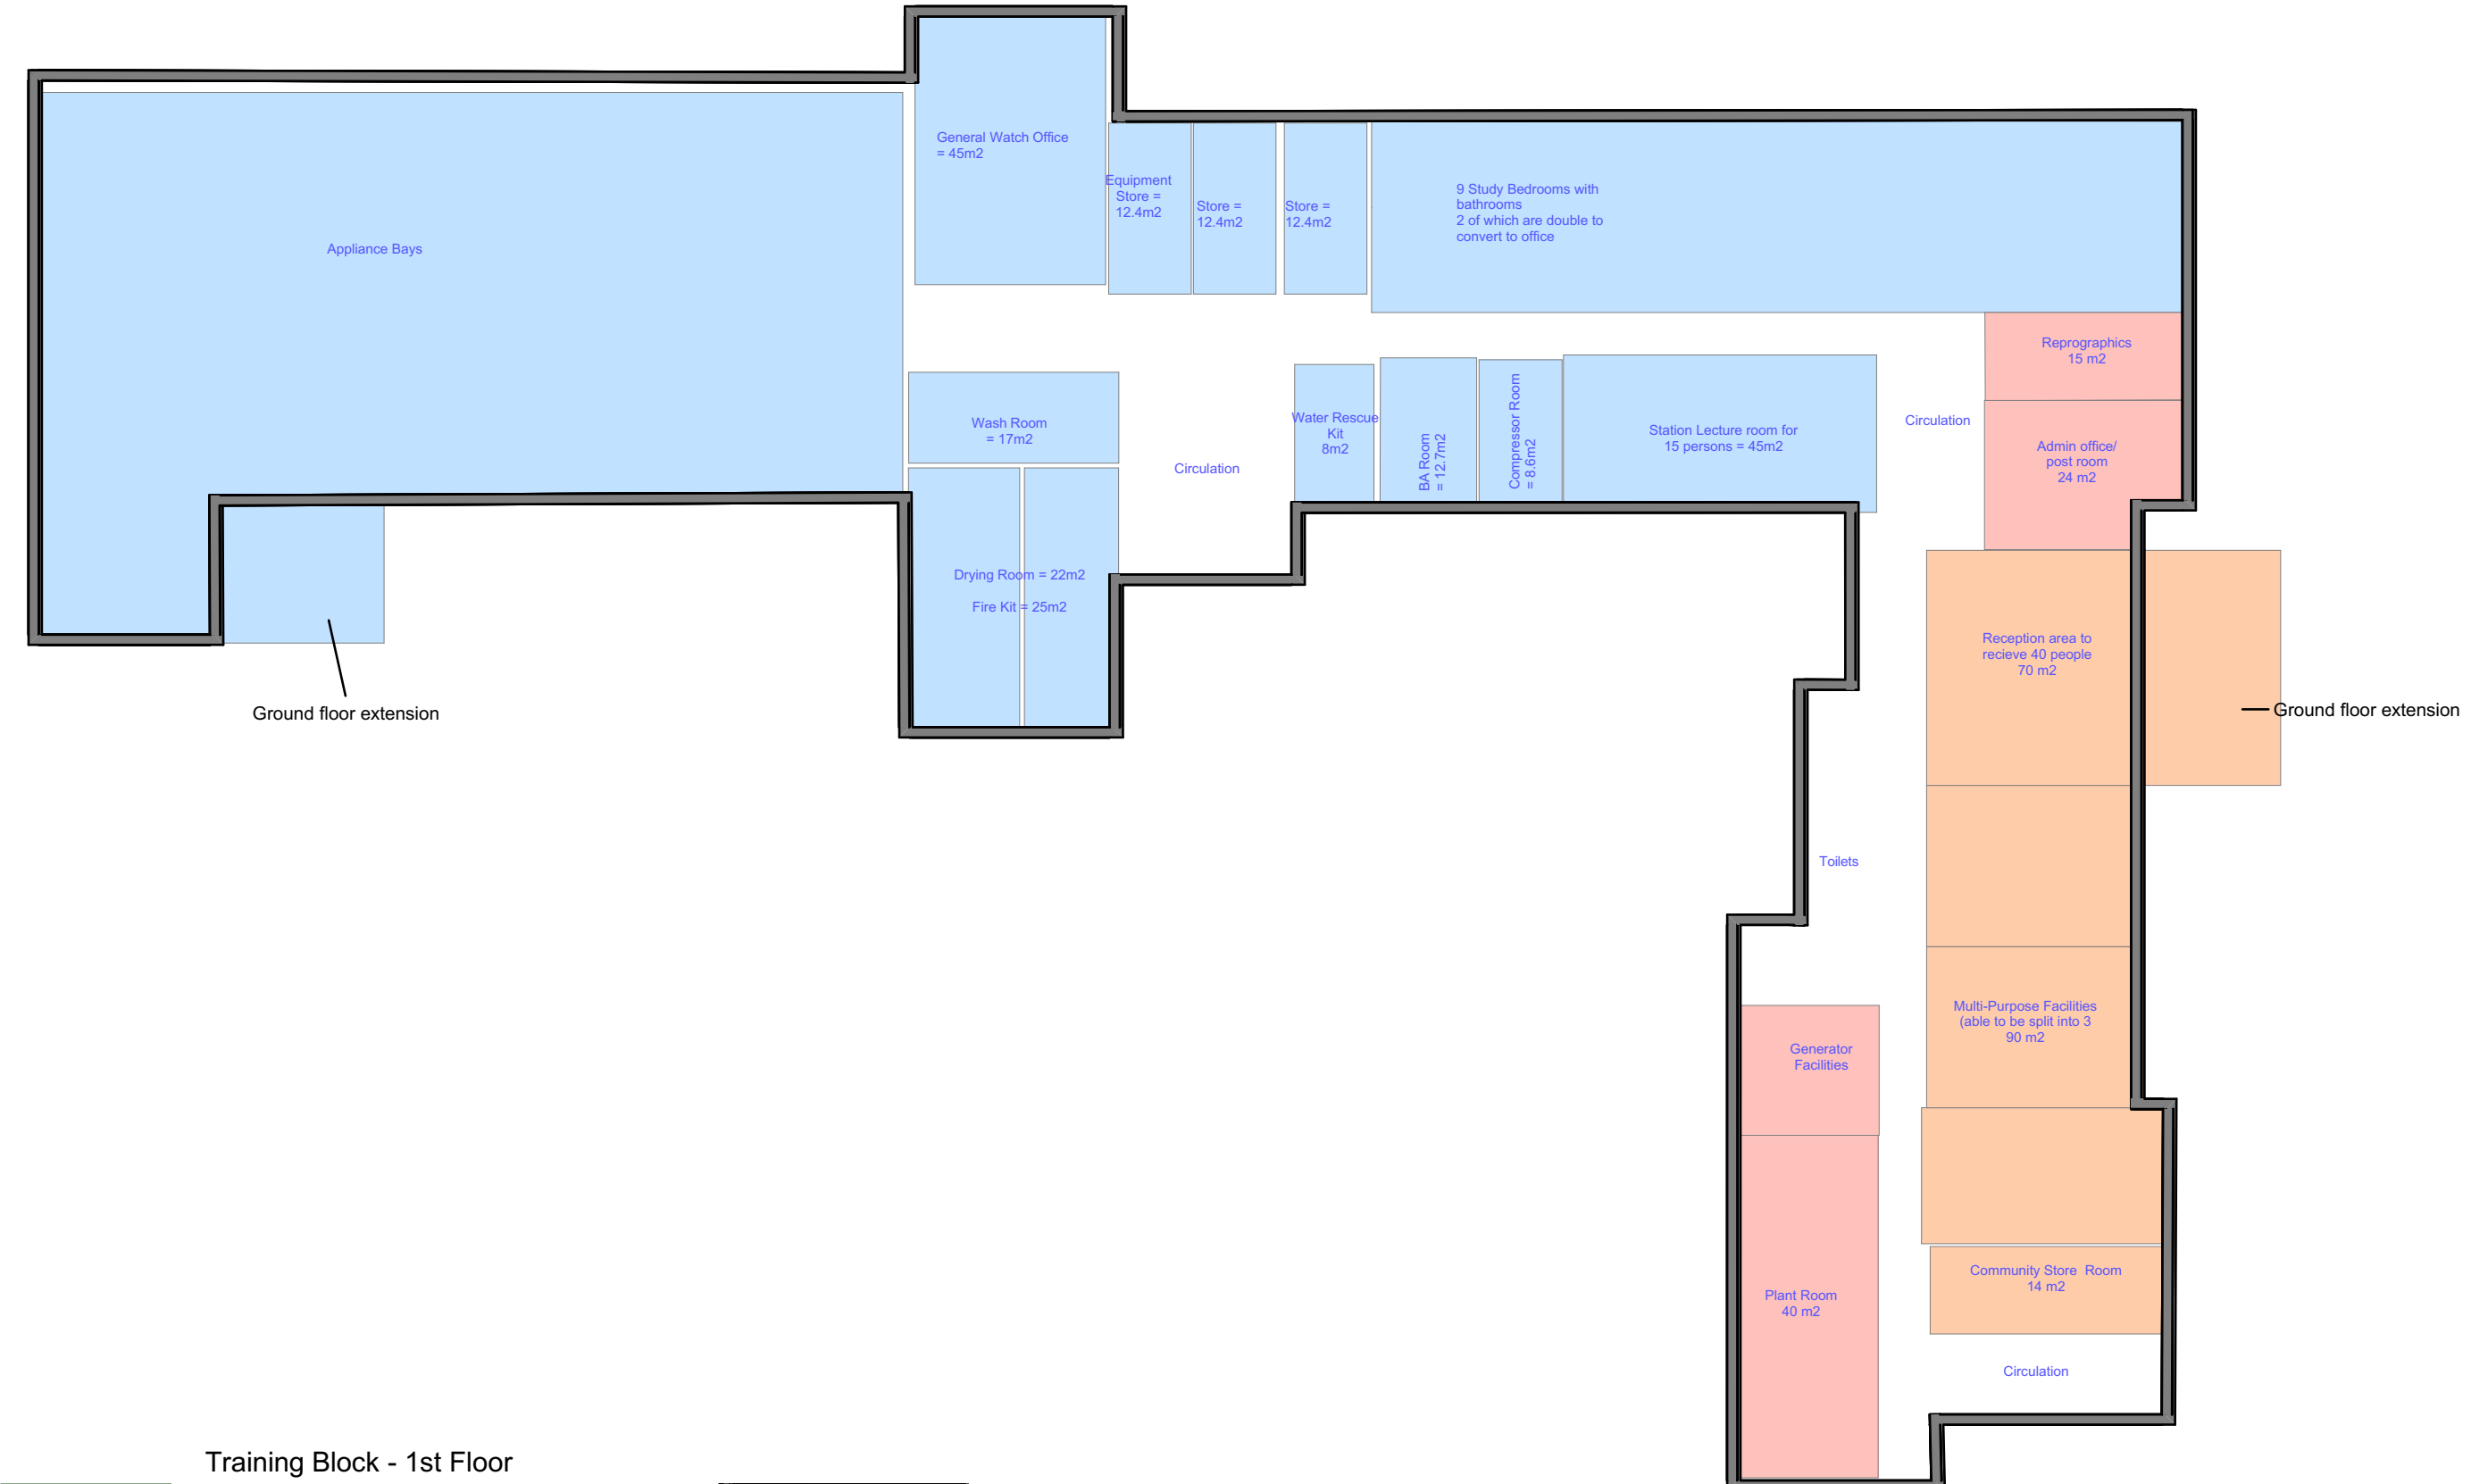 General Watch Office
= 45m2
Equipment
Store =
12.4m2
Store =
12.4m2
Store =
12.4m2
9 Study Bedrooms with
bathrooms
2 of which are double to
convert to office
Appliance Bays
Reprographics
15 m2
Wash Room
= 17m2
Circulation
Water Rescue
Kit
8m2
BA Room
= 12.7m2
Compressor Room
= 8.6m2
Station Lecture room for
15 persons = 45m2
Circulation
Admin office/
post room
24 m2
Drying Room = 22m2
Fire Kit = 25m2
Reception area to
recieve 40 people
70 m2
Ground floor extension
Ground floor extension
Toilets
Multi-Purpose Facilities
(able to be split into 3
90 m2
Generator
Facilities
Community Store  Room
14 m2
Plant Room
40 m2
Circulation
Training Block - 1st Floor